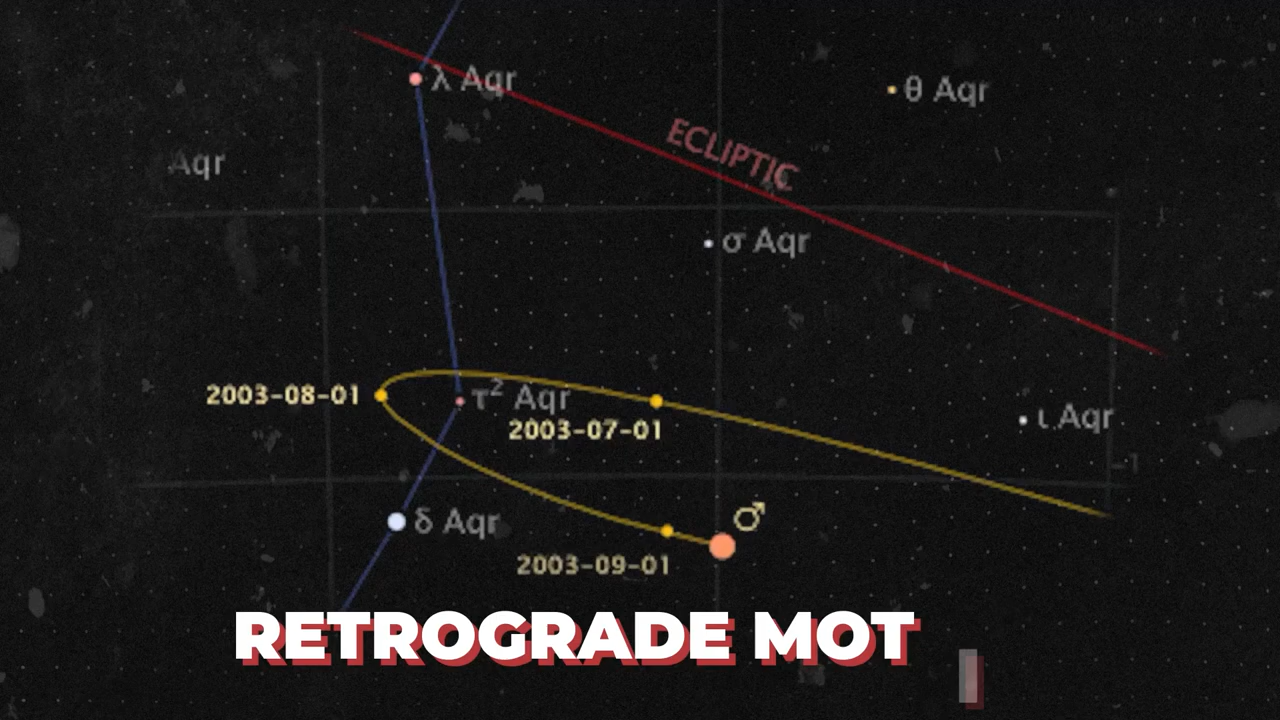 λ Aqr
θ Aqr
ECLIPTIC
Aqr
σ Aqr
2003-08-01
τ² Aqr
2003-07-01
ι Aqr
δ Aqr
♂
2003-09-01
RETROGRADE MOT